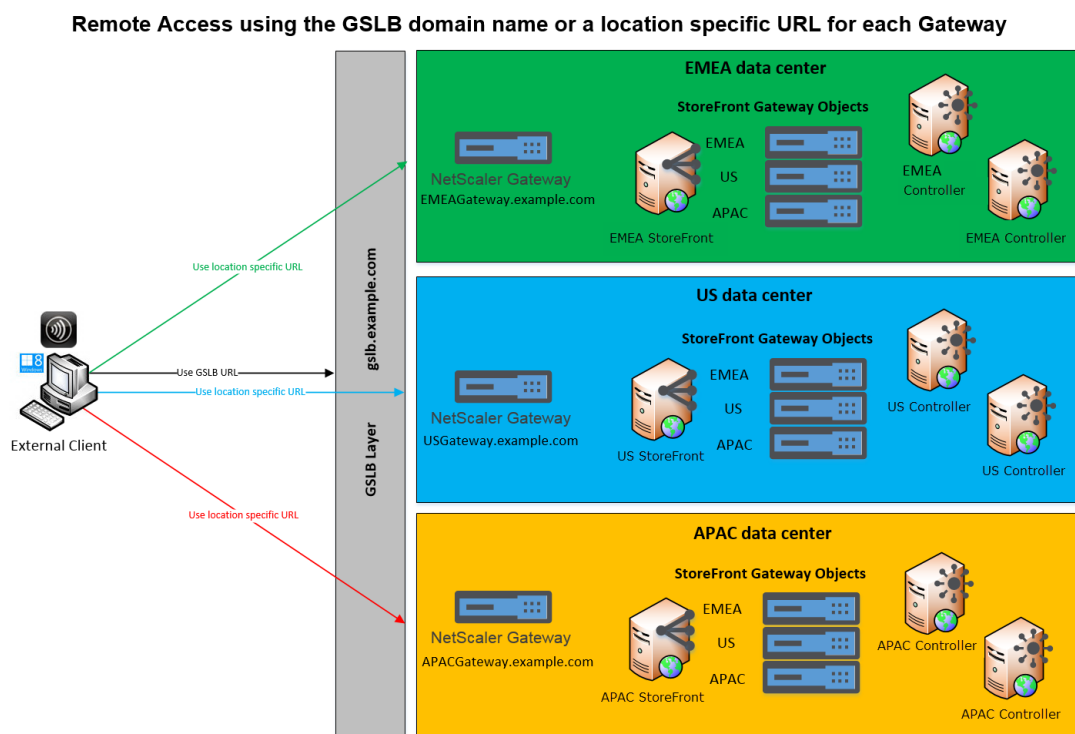 Remote Access using the GSLB domain name or a location specific URL for each Gateway
EMEA data center
StoreFront Gateway Objects
EMEA
US
APAC
NetScaler Gateway
EMEAGateway.example.com
EMEA StoreFront
EMEA
Controller
EMEA Controller
Use location specific URL
gslb.example.com
GSLB Layer
US data center
StoreFront Gateway Objects
EMEA
US
APAC
NetScaler Gateway
USGateway.example.com
US StoreFront
US Controller
US Controller
8
Windows
Use GSLB URL
Use location specific URL
External Client
Use location specific URL
APAC data center
StoreFront Gateway Objects
EMEA
US
APAC
NetScaler Gateway
APACGateway.example.com
APAC StoreFront
APAC Controller
APAC Controller